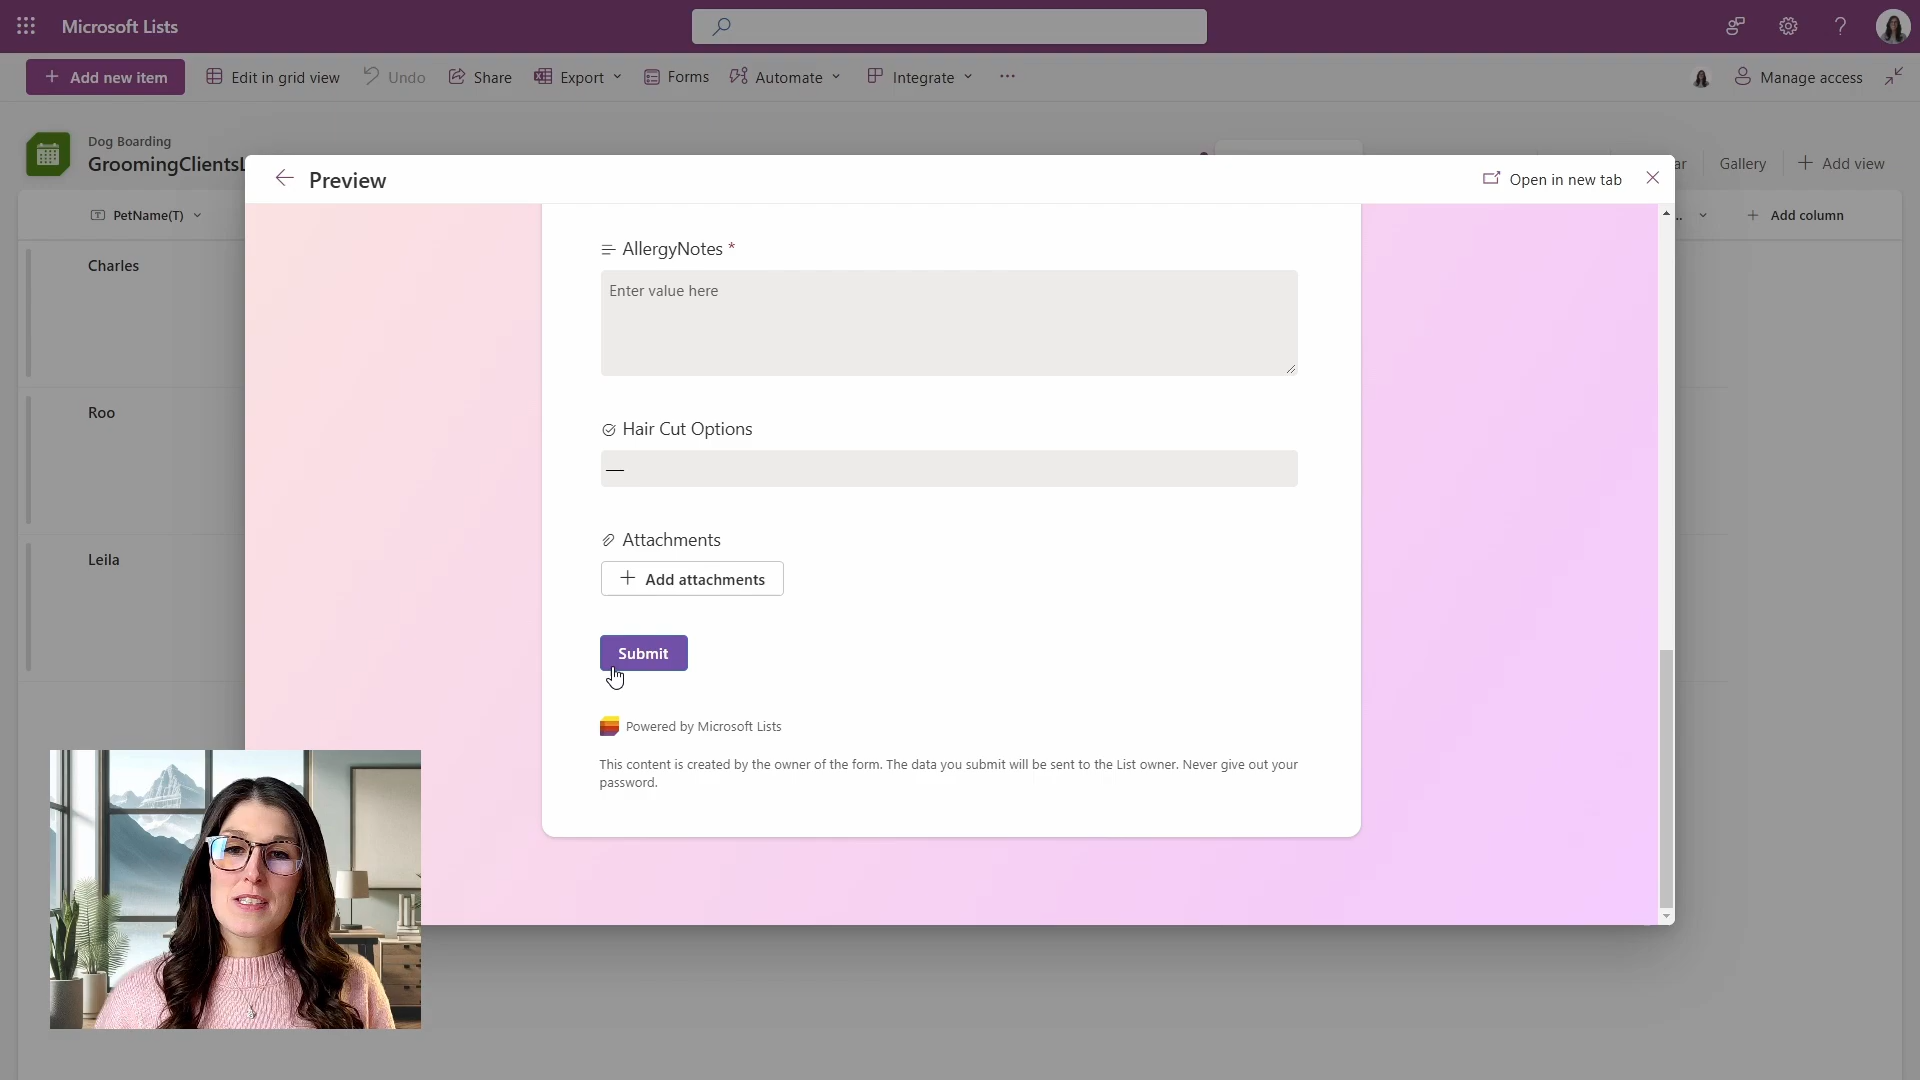 Microsoft Lists
Add new item
Edit in grid view
Undo
Share
Export
Forms
Automate
Integrate
Manage access
Dog Boarding
GroomingClientsL
Gallery
Add view
Preview
Open in new tab
PetName(T)
Add column
Charles
Roo
Leila
AllergyNotes *
Enter value here
Hair Cut Options
—
Attachments
Add attachments
Submit
Powered by Microsoft Lists
This content is created by the owner of the form. The data you submit will be sent to the List owner. Never give out your
password.